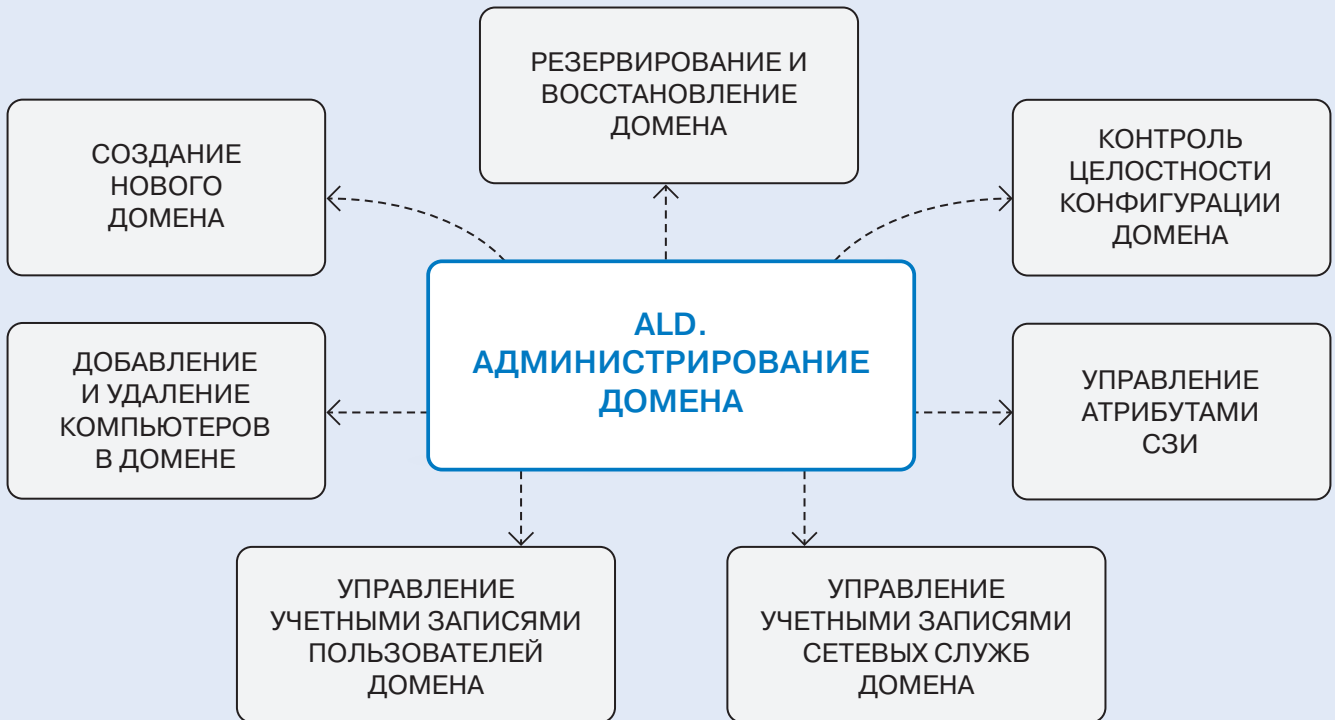 РЕЗЕРВИРОВАНИЕ И
ВОССТАНОВЛЕНИЕ
ДОМЕНА
СОЗДАНИЕ
НОВОГО
ДОМЕНА
КОНТРОЛЬ
ЦЕЛОСТНОСТИ
КОНФИГУРАЦИИ
ДОМЕНА
ALD.
АДМИНИСТРИРОВАНИЕ
ДОМЕНА
ДОБАВЛЕНИЕ
И УДАЛЕНИЕ
КОМПЬЮТЕРОВ
В ДОМЕНЕ
УПРАВЛЕНИЕ
АТРИБУТАМИ
СЗИ
УПРАВЛЕНИЕ
УЧЕТНЫМИ ЗАПИСЯМИ
ПОЛЬЗОВАТЕЛЕЙ
ДОМЕНА
УПРАВЛЕНИЕ
УЧЕТНЫМИ ЗАПИСЯМИ
СЕТЕВЫХ СЛУЖБ
ДОМЕНА